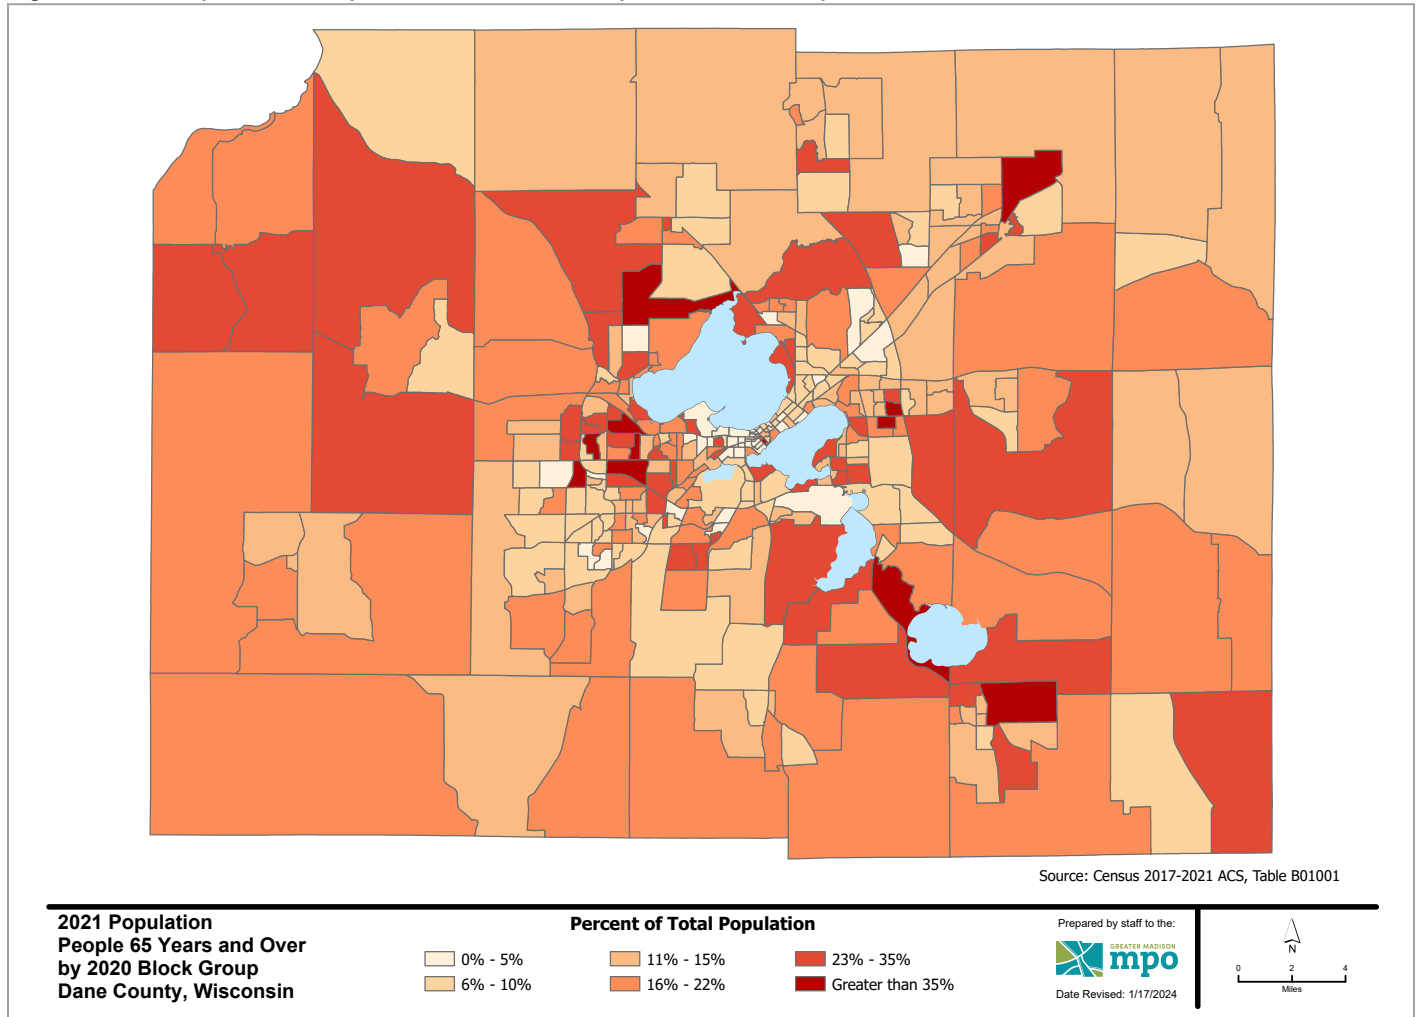 Source: Census 2017-2021 ACS, Table B01001
2021 Population
People 65 Years and Over
by 2020 Block Group
Dane County, Wisconsin
Percent of Total Population
0% - 5%
6% - 10%
11% - 15%
16% - 22%
23% - 35%
Greater than 35%
Prepared by staff to the:
GREATER MADISON
mpo
Date Revised: 1/17/2024
N
0 2 4
Miles